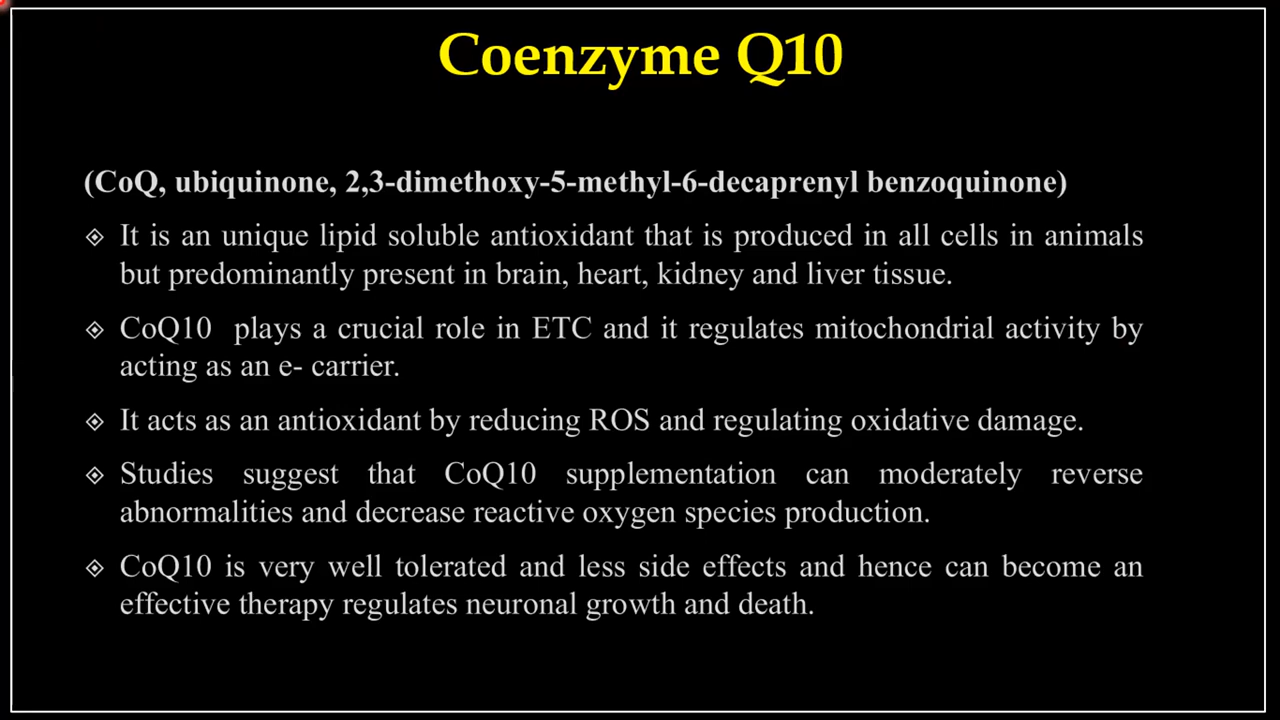 Coenzyme Q10
(CoQ, ubiquinone, 2,3-dimethoxy-5-methyl-6-decaprenyl benzoquinone)
It is an unique lipid soluble antioxidant that is produced in all cells in animals
but predominantly present in brain, heart, kidney and liver tissue.
CoQ10 plays a crucial role in ETC and it regulates mitochondrial activity by
acting as an e- carrier.
It acts as an antioxidant by reducing ROS and regulating oxidative damage.
Studies suggest that CoQ10 supplementation can moderately reverse
abnormalities and decrease reactive oxygen species production.
CoQ10 is very well tolerated and less side effects and hence can become an
effective therapy regulates neuronal growth and death.